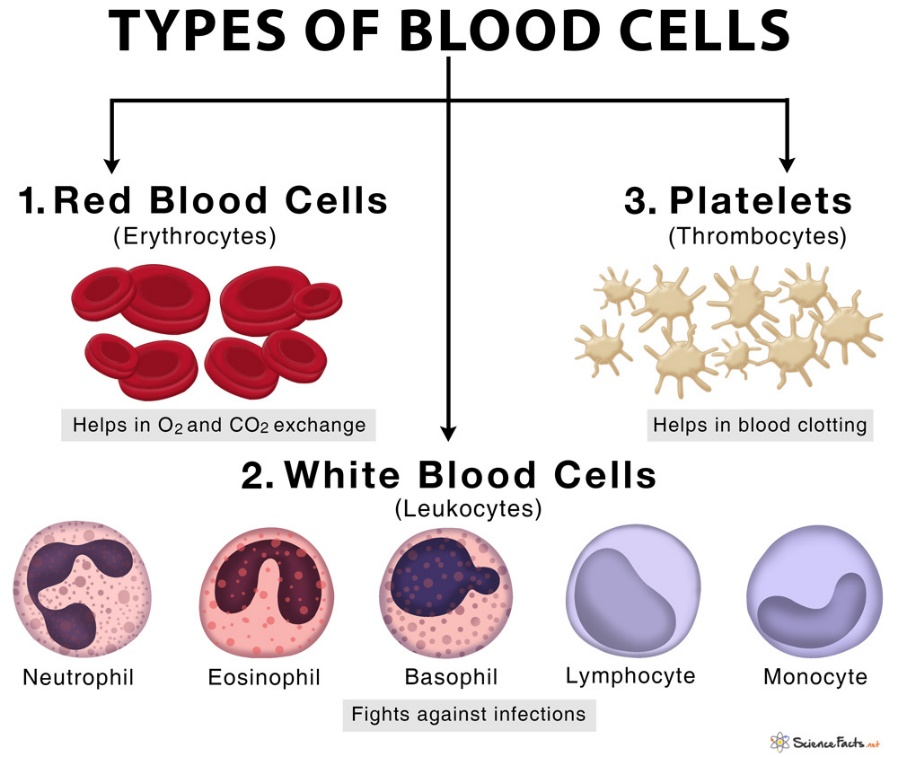 TYPES OF BLOOD CELLS
1. Red Blood Cells
(Erythrocytes)
Helps in O2 and CO2 exchange
3. Platelets
(Thrombocytes)
Helps in blood clotting
2. White Blood Cells
(Leukocytes)
Neutrophil
Eosinophil
Basophil
Lymphocyte
Monocyte
Fights against infections
ScienceFacts.net